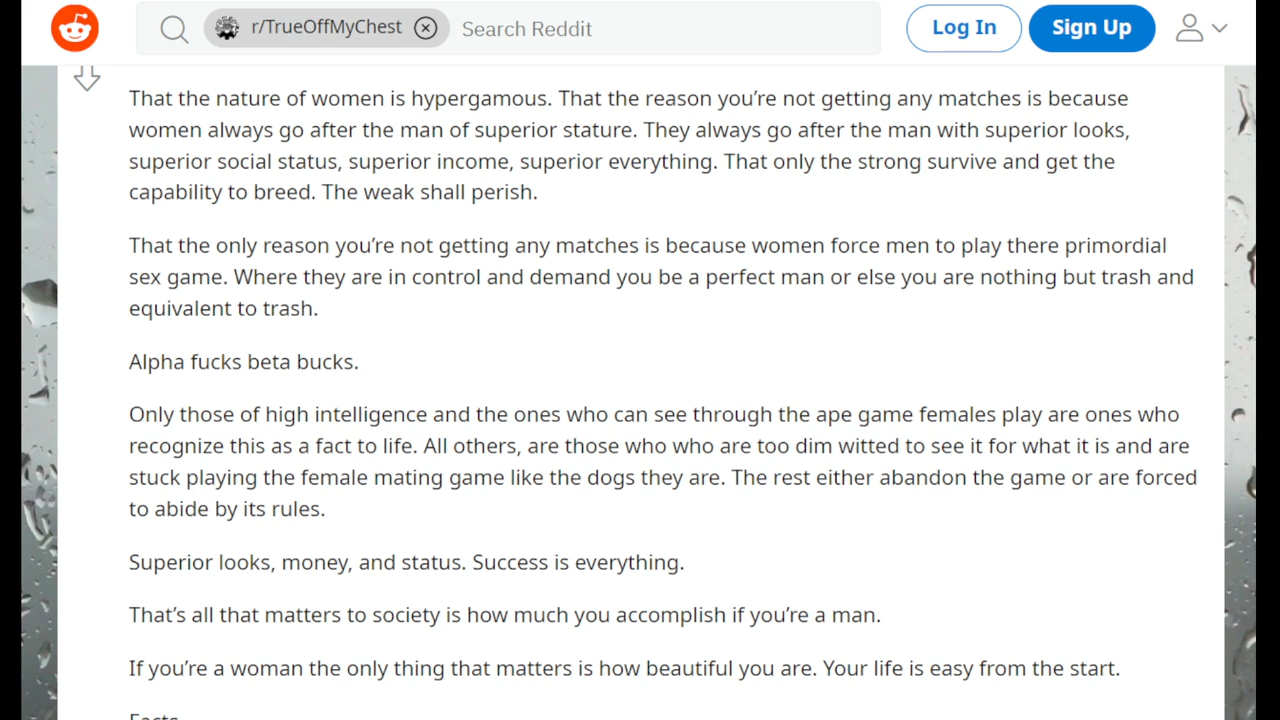 r/TrueOffMyChest
Search Reddit
Log In
Sign Up
That the nature of women is hypergamous. That the reason you’re not getting any matches is because
women always go after the man of superior stature. They always go after the man with superior looks,
superior social status, superior income, superior everything. That only the strong survive and get the
capability to breed. The weak shall perish.
That the only reason you’re not getting any matches is because women force men to play there primordial
sex game. Where they are in control and demand you be a perfect man or else you are nothing but trash and
equivalent to trash.
Alpha fucks beta bucks.
Only those of high intelligence and the ones who can see through the ape game females play are ones who
recognize this as a fact to life. All others, are those who who are too dim witted to see it for what it is and are
stuck playing the female mating game like the dogs they are. The rest either abandon the game or are forced
to abide by its rules.
Superior looks, money, and status. Success is everything.
That’s all that matters to society is how much you accomplish if you’re a man.
If you’re a woman the only thing that matters is how beautiful you are. Your life is easy from the start.
Facts